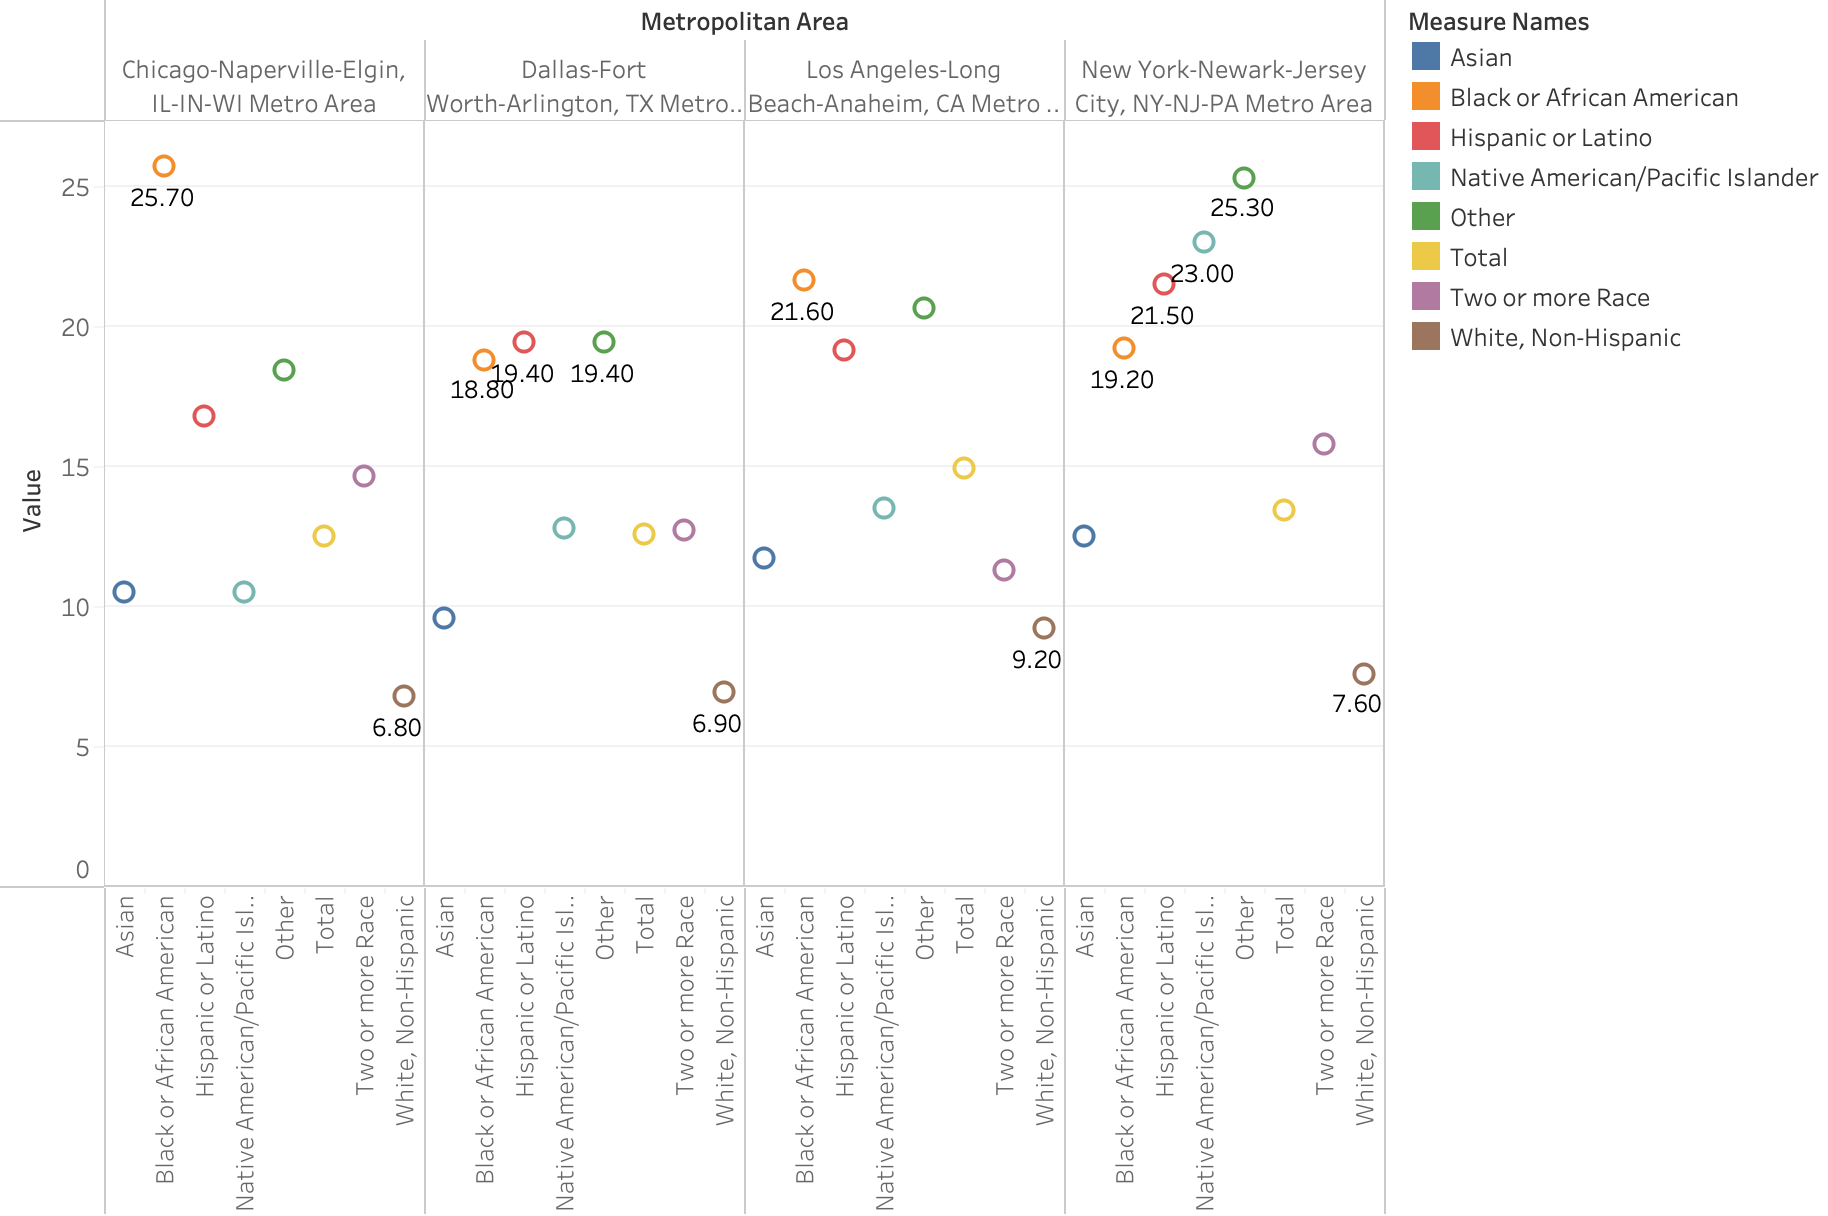 Metropolitan Area
Chicago-Naperville-Elgin,
IL-IN-WI Metro Area
Dallas-Fort
Worth-Arlington, TX Metro..
Los Angeles-Long
Beach-Anaheim, CA Metro ..
New York-Newark-Jersey
City, NY-NJ-PA Metro Area
Value
25
20
15
10
5
0
25.70
6.80
18.80
19.40
19.40
6.90
21.60
9.20
19.20
21.50
23.00
25.30
7.60
Asian
Black or African American
Hispanic or Latino
Native American/Pacific Isl..
Other
Total
Two or more Race
White, Non-Hispanic
Asian
Black or African American
Hispanic or Latino
Native American/Pacific Isl..
Other
Total
Two or more Race
White, Non-Hispanic
Asian
Black or African American
Hispanic or Latino
Native American/Pacific Isl..
Other
Total
Two or more Race
White, Non-Hispanic
Asian
Black or African American
Hispanic or Latino
Native American/Pacific Isl..
Other
Total
Two or more Race
White, Non-Hispanic
Measure Names
Asian
Black or African American
Hispanic or Latino
Native American/Pacific Islander
Other
Total
Two or more Race
White, Non-Hispanic